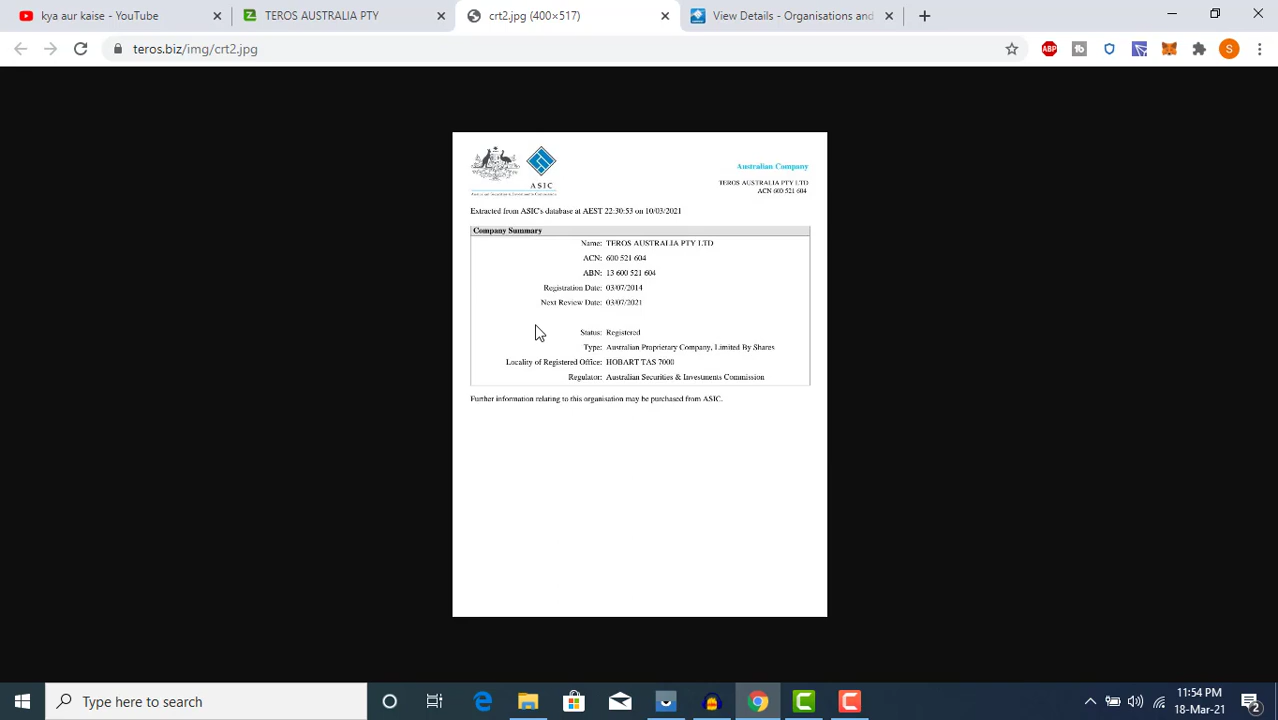 kya kaise - YouTube
TEROS AUSTRALIA PTY
crt2.jpg (400×517)
View Details - Organisations and
teros.biz/img/crt2.jpg
ABP
S
ASIC
Australian Company
TEROS AUSTRALIA PTY LTD
ACN 600 521 604
Extracted from ASIC's database at AEST 22:30:53 on 10/03/2021
Company Summary
Name: TEROS AUSTRALIA PTY LTD
ACN: 600 521 604
ABN: 13 600 521 604
Registration Date: 03/07/2014
Next Review Date: 03/07/2021
Status: Registered
Type: Australian Proprietary Company, Limited By Shares
Locality of Registered Office: HOBART TAS 7000
Regulator: Australian Securities & Investments Commission
Further information relating to this organisation may be purchased from ASIC.
Type here to search
11:54 PM
18-Mar-21
2